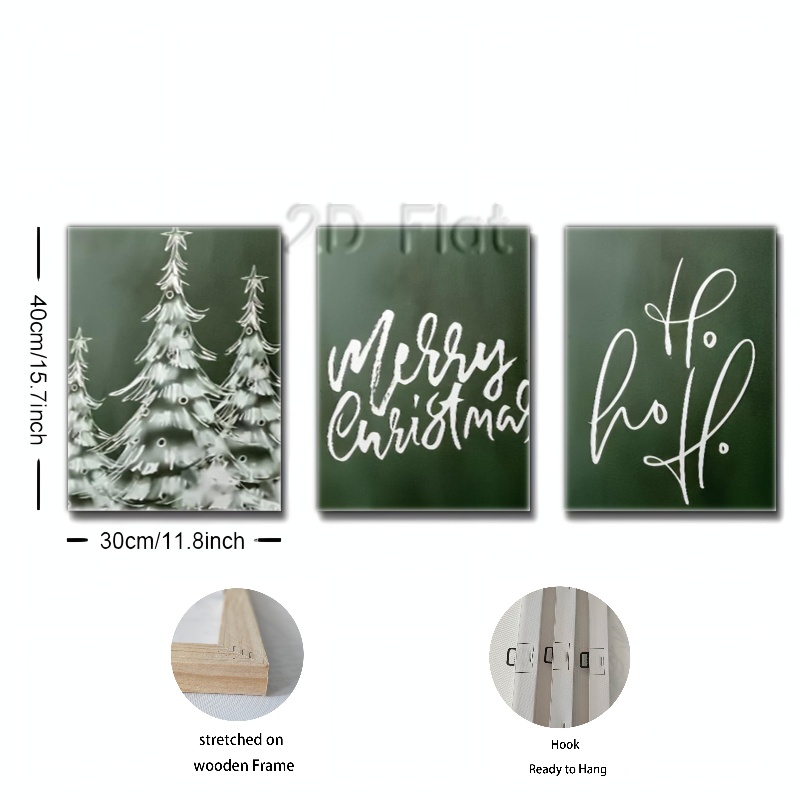 2D Flat
40cm/15.7inch
Merry
Christmas
Ho
ho
Ho
30cm/11.8inch
stretched on
wooden Frame
Hook
Ready to Hang